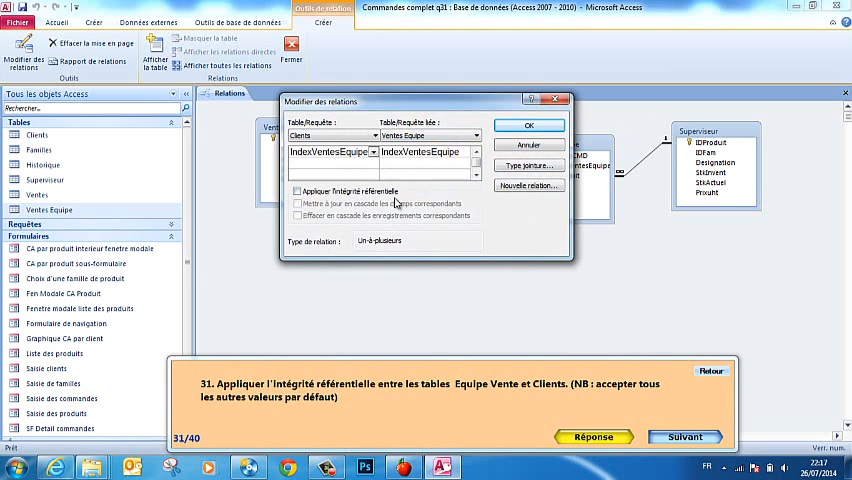 Outils de relation
Commandes complet q31 : Base de données (Access 2007 - 2010) - Microsoft Access
Fichier
Accueil
Créer
Données externes
Outils de base de données
Créer
Modifier des
relations
Effacer la mise en page
Rapport de relations
Outils
Afficher
la table
Masquer la table
Afficher les relations directes
Afficher toutes les relations
Relations
Fermer
Tous les objets Access
Rechercher...
Tables
Clients
Familles
Historique
Superviseur
Ventes
Ventes Equipe
Requêtes
Formulaires
CA par produit interieur fenetre modale
CA par produit sous-formulaire
Choix d'une famille de produit
Fen Modale CA Produit
Fenetre modale liste des produits
Formulaire de navigation
Graphique CA par client
Liste des produits
Saisie clients
Saisie de familles
Saisie des commandes
Saisie des produits
SF Detail commandes
Relations
Modifier des relations
Table/Requête :
Table/Requête liée :
Clients
Ventes Equipe
IndexVentesEquipe
IndexVentesEquipe
Appliquer l'intégrité référentielle
Mettre à jour en cascade les champs correspondants
Effacer en cascade les enregistrements correspondants
Type de relation :
Un-à-plusieurs
OK
Annuler
Type jointure...
Nouvelle relation...
Superviseur
IDProduit
IDFam
Designation
StkInvent
StkActuel
Prixuht
31. Appliquer l'intégrité référentielle entre les tables Equipe Vente et Clients. (NB : accepter tous
les autres valeurs par défaut)
Retour
31/40
Réponse
Suivant
Prêt
Verr. num.
FR
22:17
26/07/2014